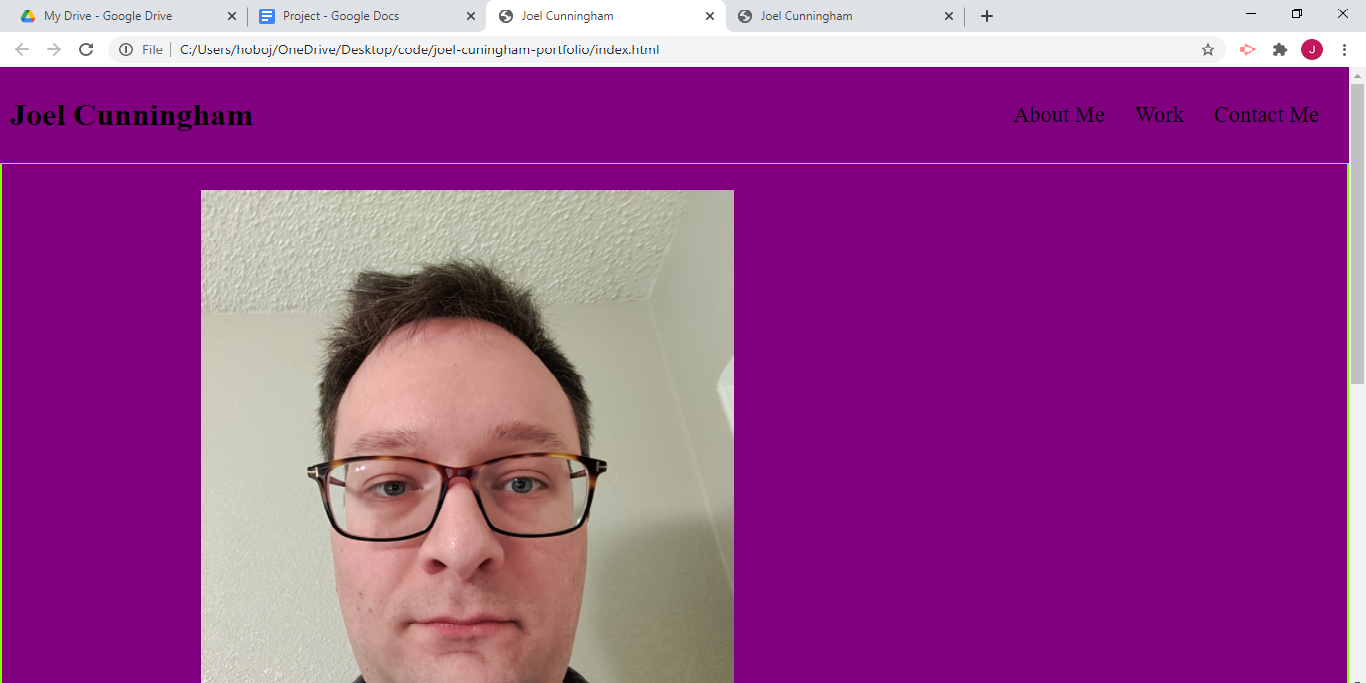 My Drive - Google Drive
Project - Google Docs
Joel Cunningham
Joel Cunningham
File
C:/Users/hoboj/OneDrive/Desktop/code/joel-cuningham-portfolio/index.html
J
Joel Cunningham
About Me
Work
Contact Me